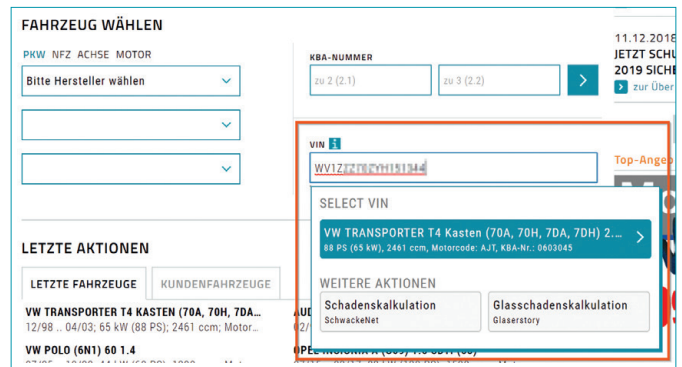 FAHRZEUG WÄHLEN
PKW NFZ ACHSE MOTOR
Bitte Hersteller wählen
KBA-NUMMER
zu 2 (2.1)
zu 3 (2.2)
11.12.2018
JETZT SCHU
2019 SICHE
zur Über
VIN i
WV1Z
Top-Angeb
SELECT VIN
VW TRANSPORTER T4 Kasten (70A, 70H, 7DA, 7DH) 2....
88 PS (65 kW), 2461 ccm, Motorcode: AJT, KBA-Nr.: 0603045
WEITERE AKTIONEN
Schadenskalkulation
SchwackeNet
Glasschadenskalkulation
Glaserstory
LETZTE AKTIONEN
LETZTE FAHRZEUGE
KUNDENFAHRZEUGE
VW TRANSPORTER T4 KASTEN (70A, 70H, 7DA...
12/98 .. 04/03; 65 kW (88 PS); 2461 ccm; Motor...
VW POLO (6N1) 60 1.4